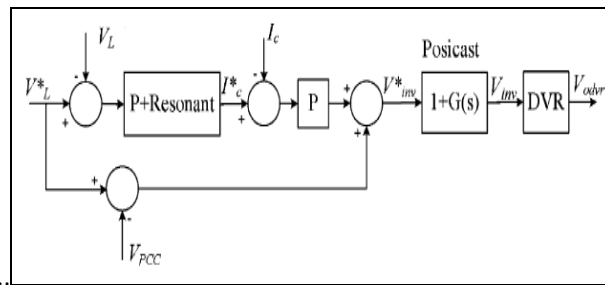 V_L
I_c
Posicast
V*_L
-
+
P+Resonant
I*_c
-
+
P
+
+
V*_inv
1+G(s)
V_inv
DVR
V_odvr
+
-
V_PCC
..